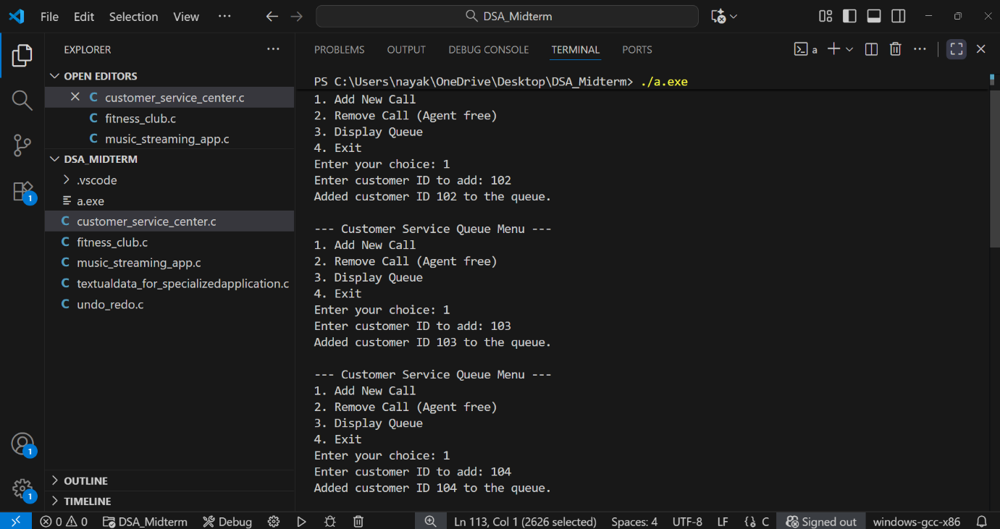 File Edit Selection View ··· DSA_Midterm
EXPLORER ···
OPEN EDITORS
C customer_service_center.c
C fitness_club.c
C music_streaming_app.c
DSA_MIDTERM
.vscode
a.exe
C customer_service_center.c
C fitness_club.c
C music_streaming_app.c
C textualdata_for_specializedapplication.c
C undo_redo.c
OUTLINE
TIMELINE
1
1
1
PROBLEMS OUTPUT DEBUG CONSOLE TERMINAL PORTS a ···
PS C:\Users\nayak\OneDrive\Desktop\DSA_Midterm> ./a.exe
1. Add New Call
2. Remove Call (Agent free)
3. Display Queue
4. Exit
Enter your choice: 1
Enter customer ID to add: 102
Added customer ID 102 to the queue.
--- Customer Service Queue Menu ---
1. Add New Call
2. Remove Call (Agent free)
3. Display Queue
4. Exit
Enter your choice: 1
Enter customer ID to add: 103
Added customer ID 103 to the queue.
--- Customer Service Queue Menu ---
1. Add New Call
2. Remove Call (Agent free)
3. Display Queue
4. Exit
Enter your choice: 1
Enter customer ID to add: 104
Added customer ID 104 to the queue.
0 0 DSA_Midterm Debug Ln 113, Col 1 (2626 selected) Spaces: 4 UTF-8 LF C Signed out windows-gcc-x86